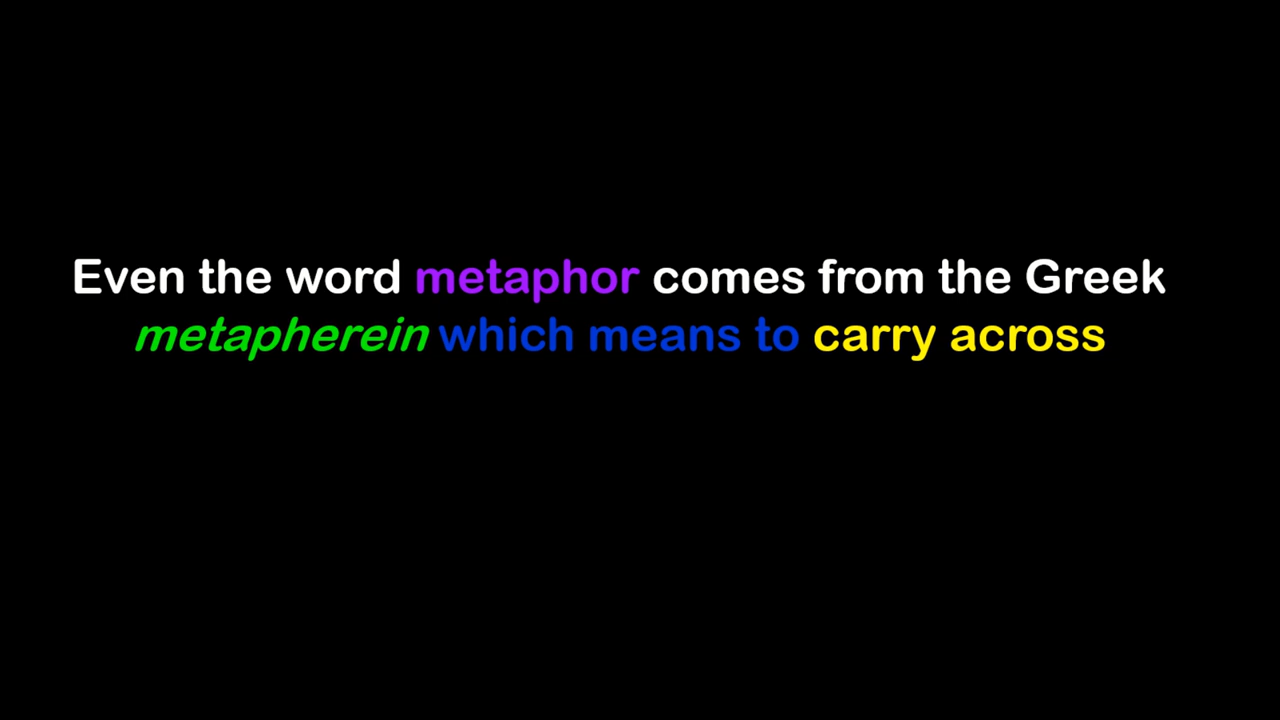 Even the word metaphor comes from the Greek
metapherein which means to carry across